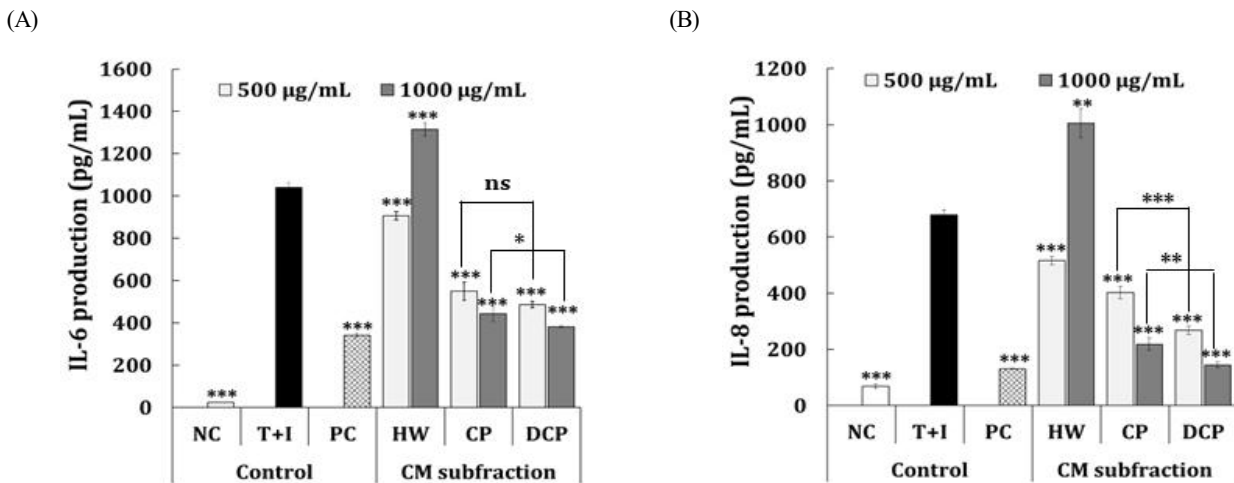 (A)
IL-6 production (pg/mL)
1600
1400
1200
1000
800
600
400
200
0
500 µg/mL
1000 µg/mL
***
***
***
***
***
***
***
***
ns
*
NC
T+I
PC
HW
CP
DCP
Control
CM subfraction
(B)
IL-8 production (pg/mL)
1200
1000
800
600
400
200
0
500 µg/mL
1000 µg/mL
***
***
***
**
***
***
***
***
***
**
NC
T+I
PC
HW
CP
DCP
Control
CM subfraction